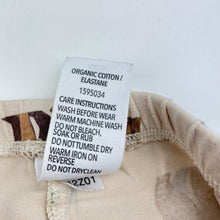 ORGANIC COTTON /
ELASTANE
1595034
CARE INSTRUCTIONS
WASH BEFORE WEAR
WARM MACHINE WASH
DO NOT BLEACH,
SOAK OR RUB
DO NOT TUMBLE DRY
WARM IRON ON
REVERSE
DO NOT DRYCLEAN
3Z01